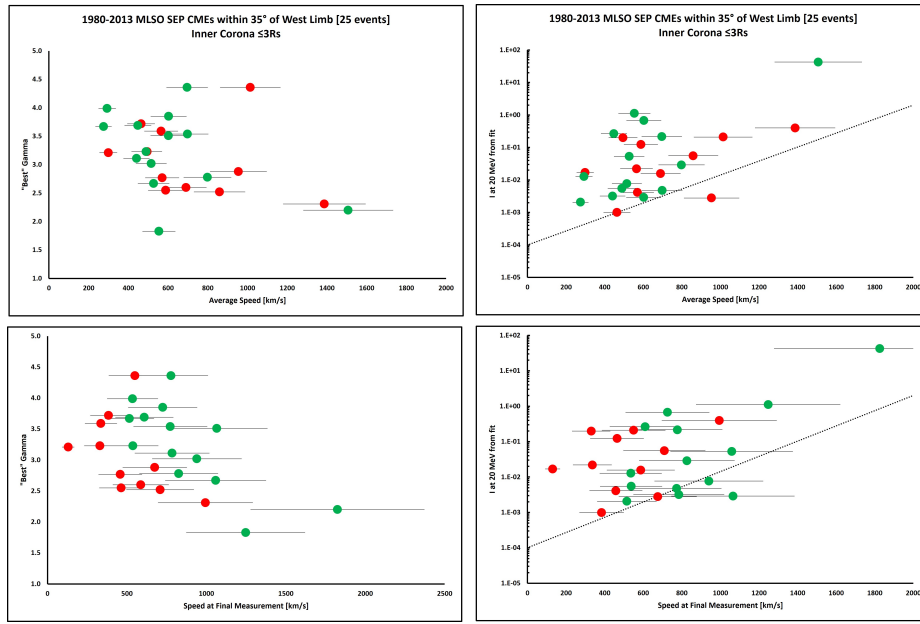 1980-2013 MLSO SEP CMEs within 35° of West Limb [25 events]
Inner Corona ≤3Rs
5.0
4.5
4.0
3.5
3.0
2.5
2.0
1.5
1.0
"Best" Gamma
0 200 400 600 800 1000 1200 1400 1600 1800 2000
Average Speed [km/s]
1980-2013 MLSO SEP CMEs within 35° of West Limb [25 events]
Inner Corona ≤3Rs
1.E+02
1.E+01
1.E+00
1.E-01
1.E-02
1.E-03
1.E-04
1.E-05
I at 20 MeV from fit
0 200 400 600 800 1000 1200 1400 1600 1800 2000
Average Speed [km/s]
5.0
4.5
4.0
3.5
3.0
2.5
2.0
1.5
1.0
"Best" Gamma
0 500 1000 1500 2000 2500
Speed at Final Measurement [km/s]
1.E+02
1.E+01
1.E+00
1.E-01
1.E-02
1.E-03
1.E-04
1.E-05
I at 20 MeV from fit
0 200 400 600 800 1000 1200 1400 1600 1800 2000
Speed at Final Measurement [km/s]